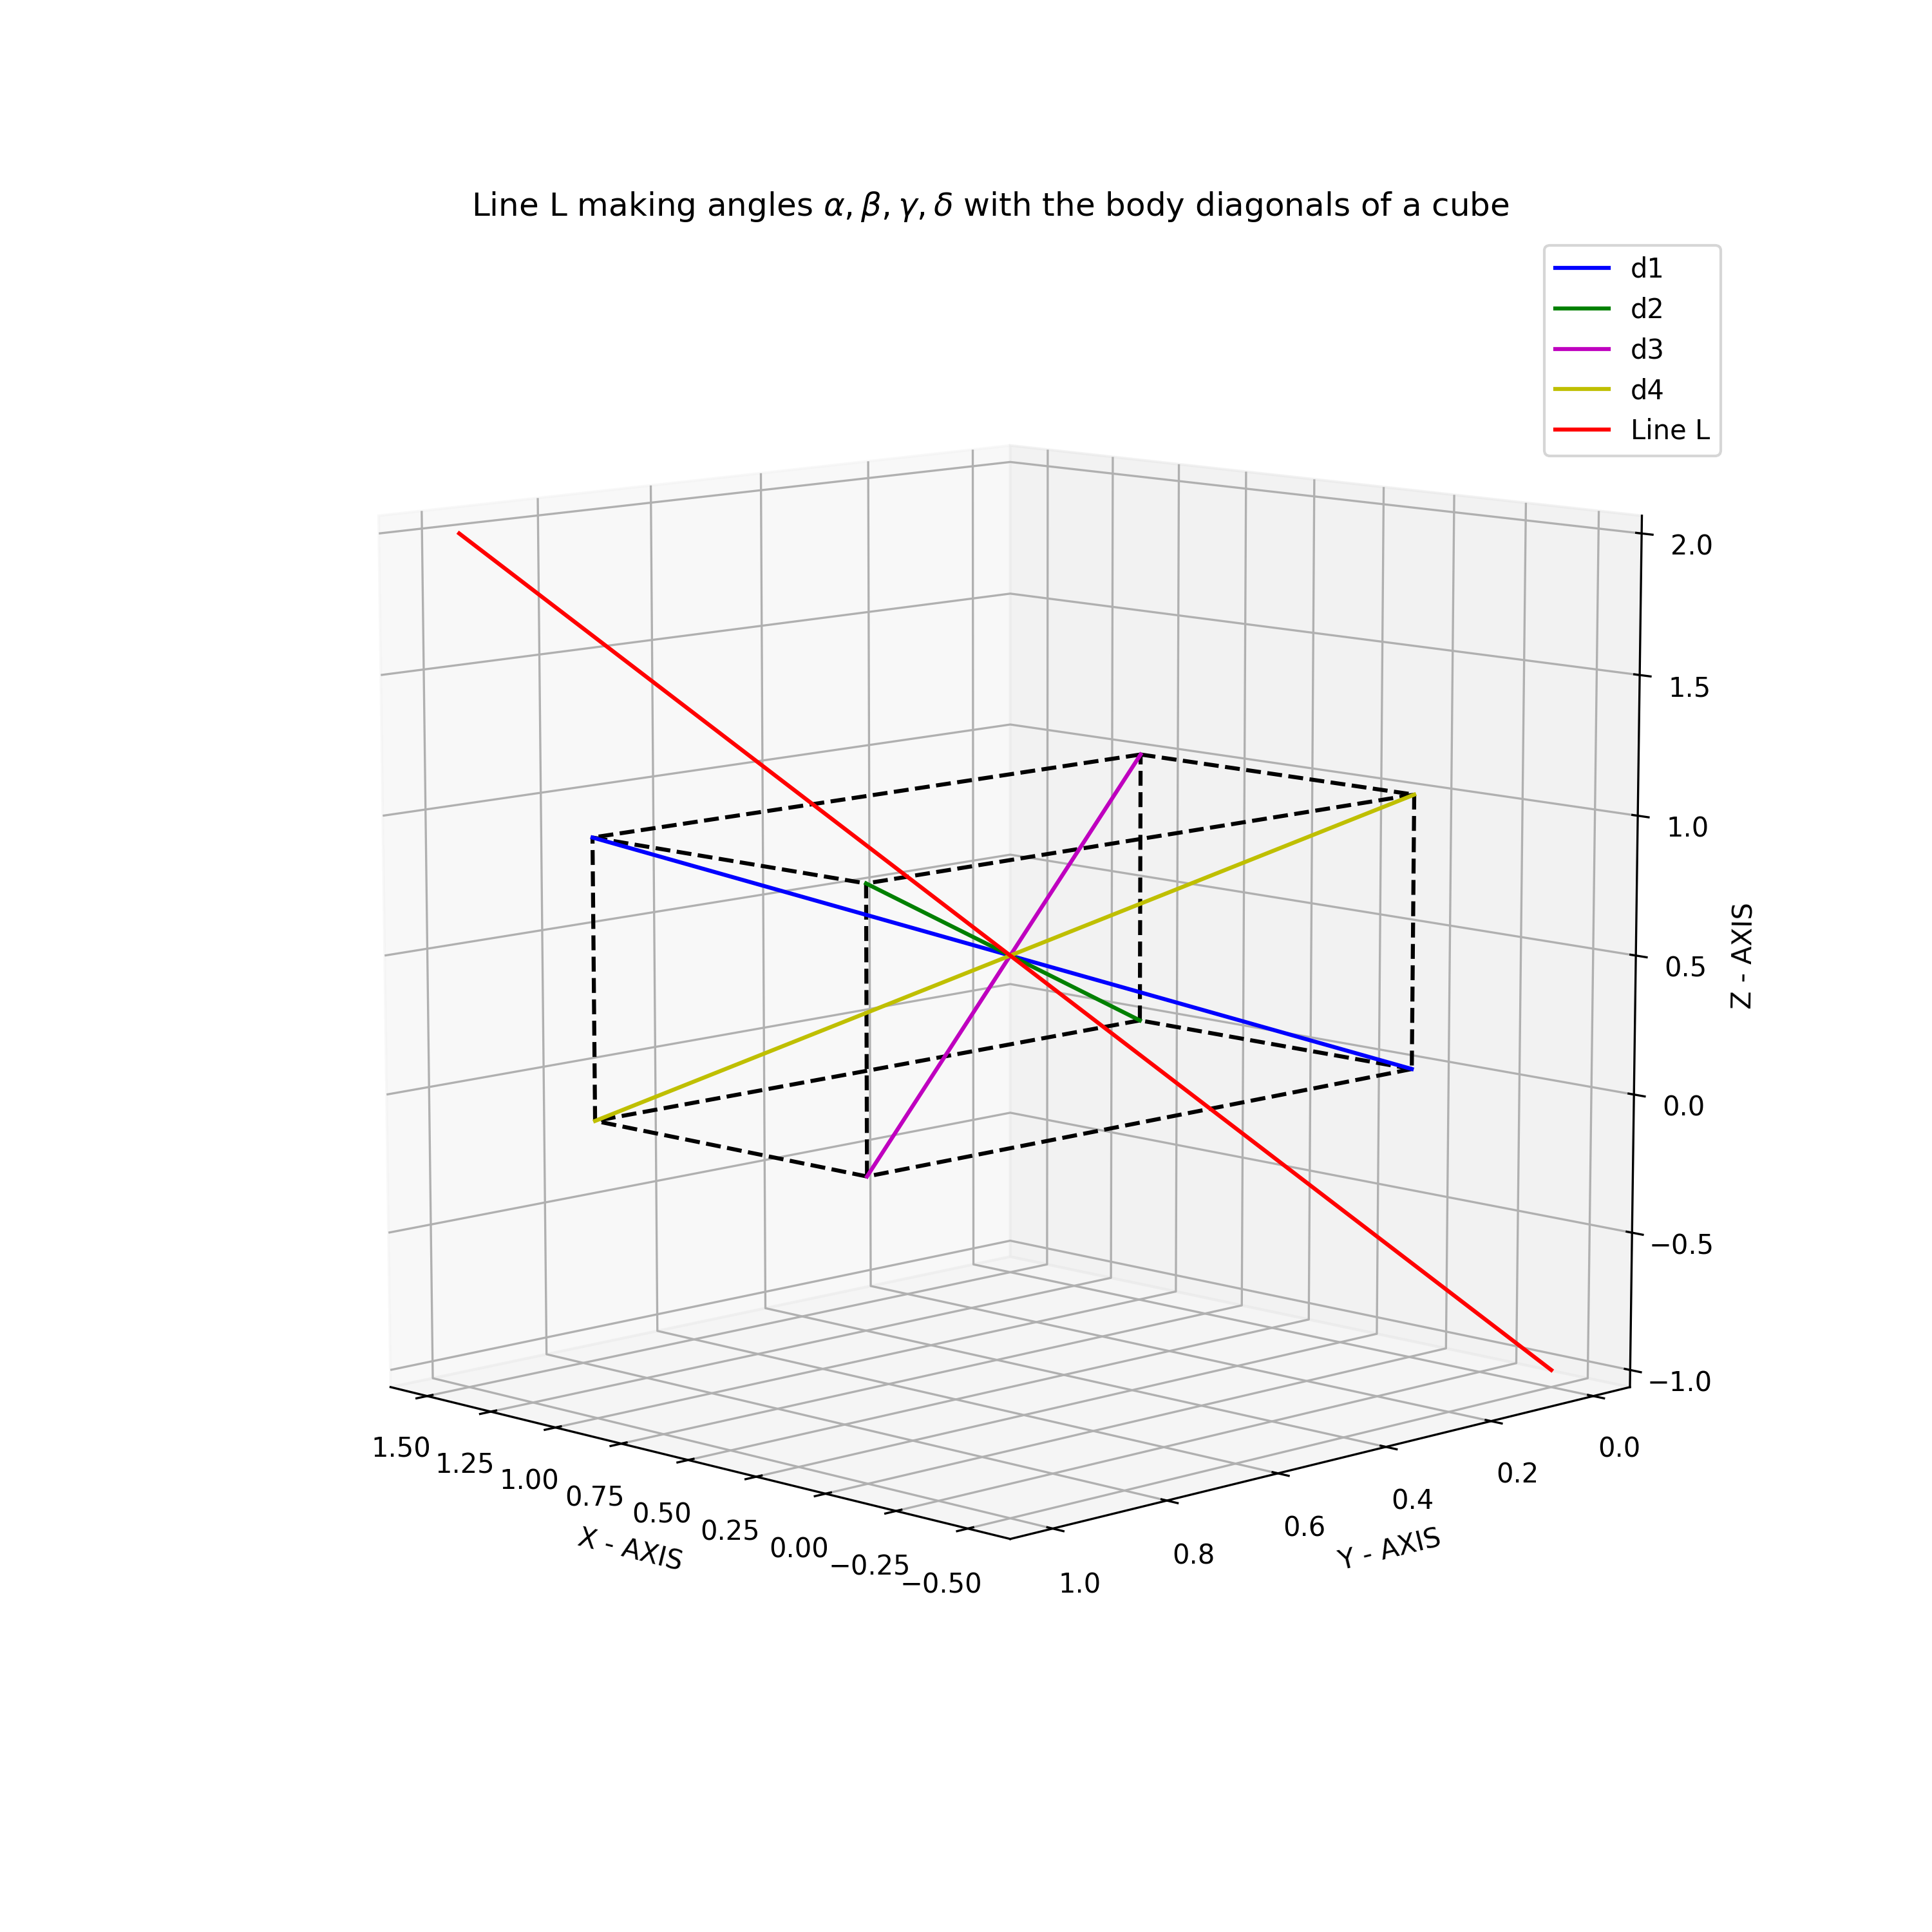 Line L making angles α, β, γ, δ with the body diagonals of a cube
d1
d2
d3
d4
Line L
2.0
1.5
1.0
0.5
0.0
−0.5
−1.0
Z - AXIS
1.50
1.25
1.00
0.75
0.50
0.25
0.00
−0.25
−0.50
X - AXIS
0.0
0.2
0.4
0.6
0.8
1.0
Y - AXIS